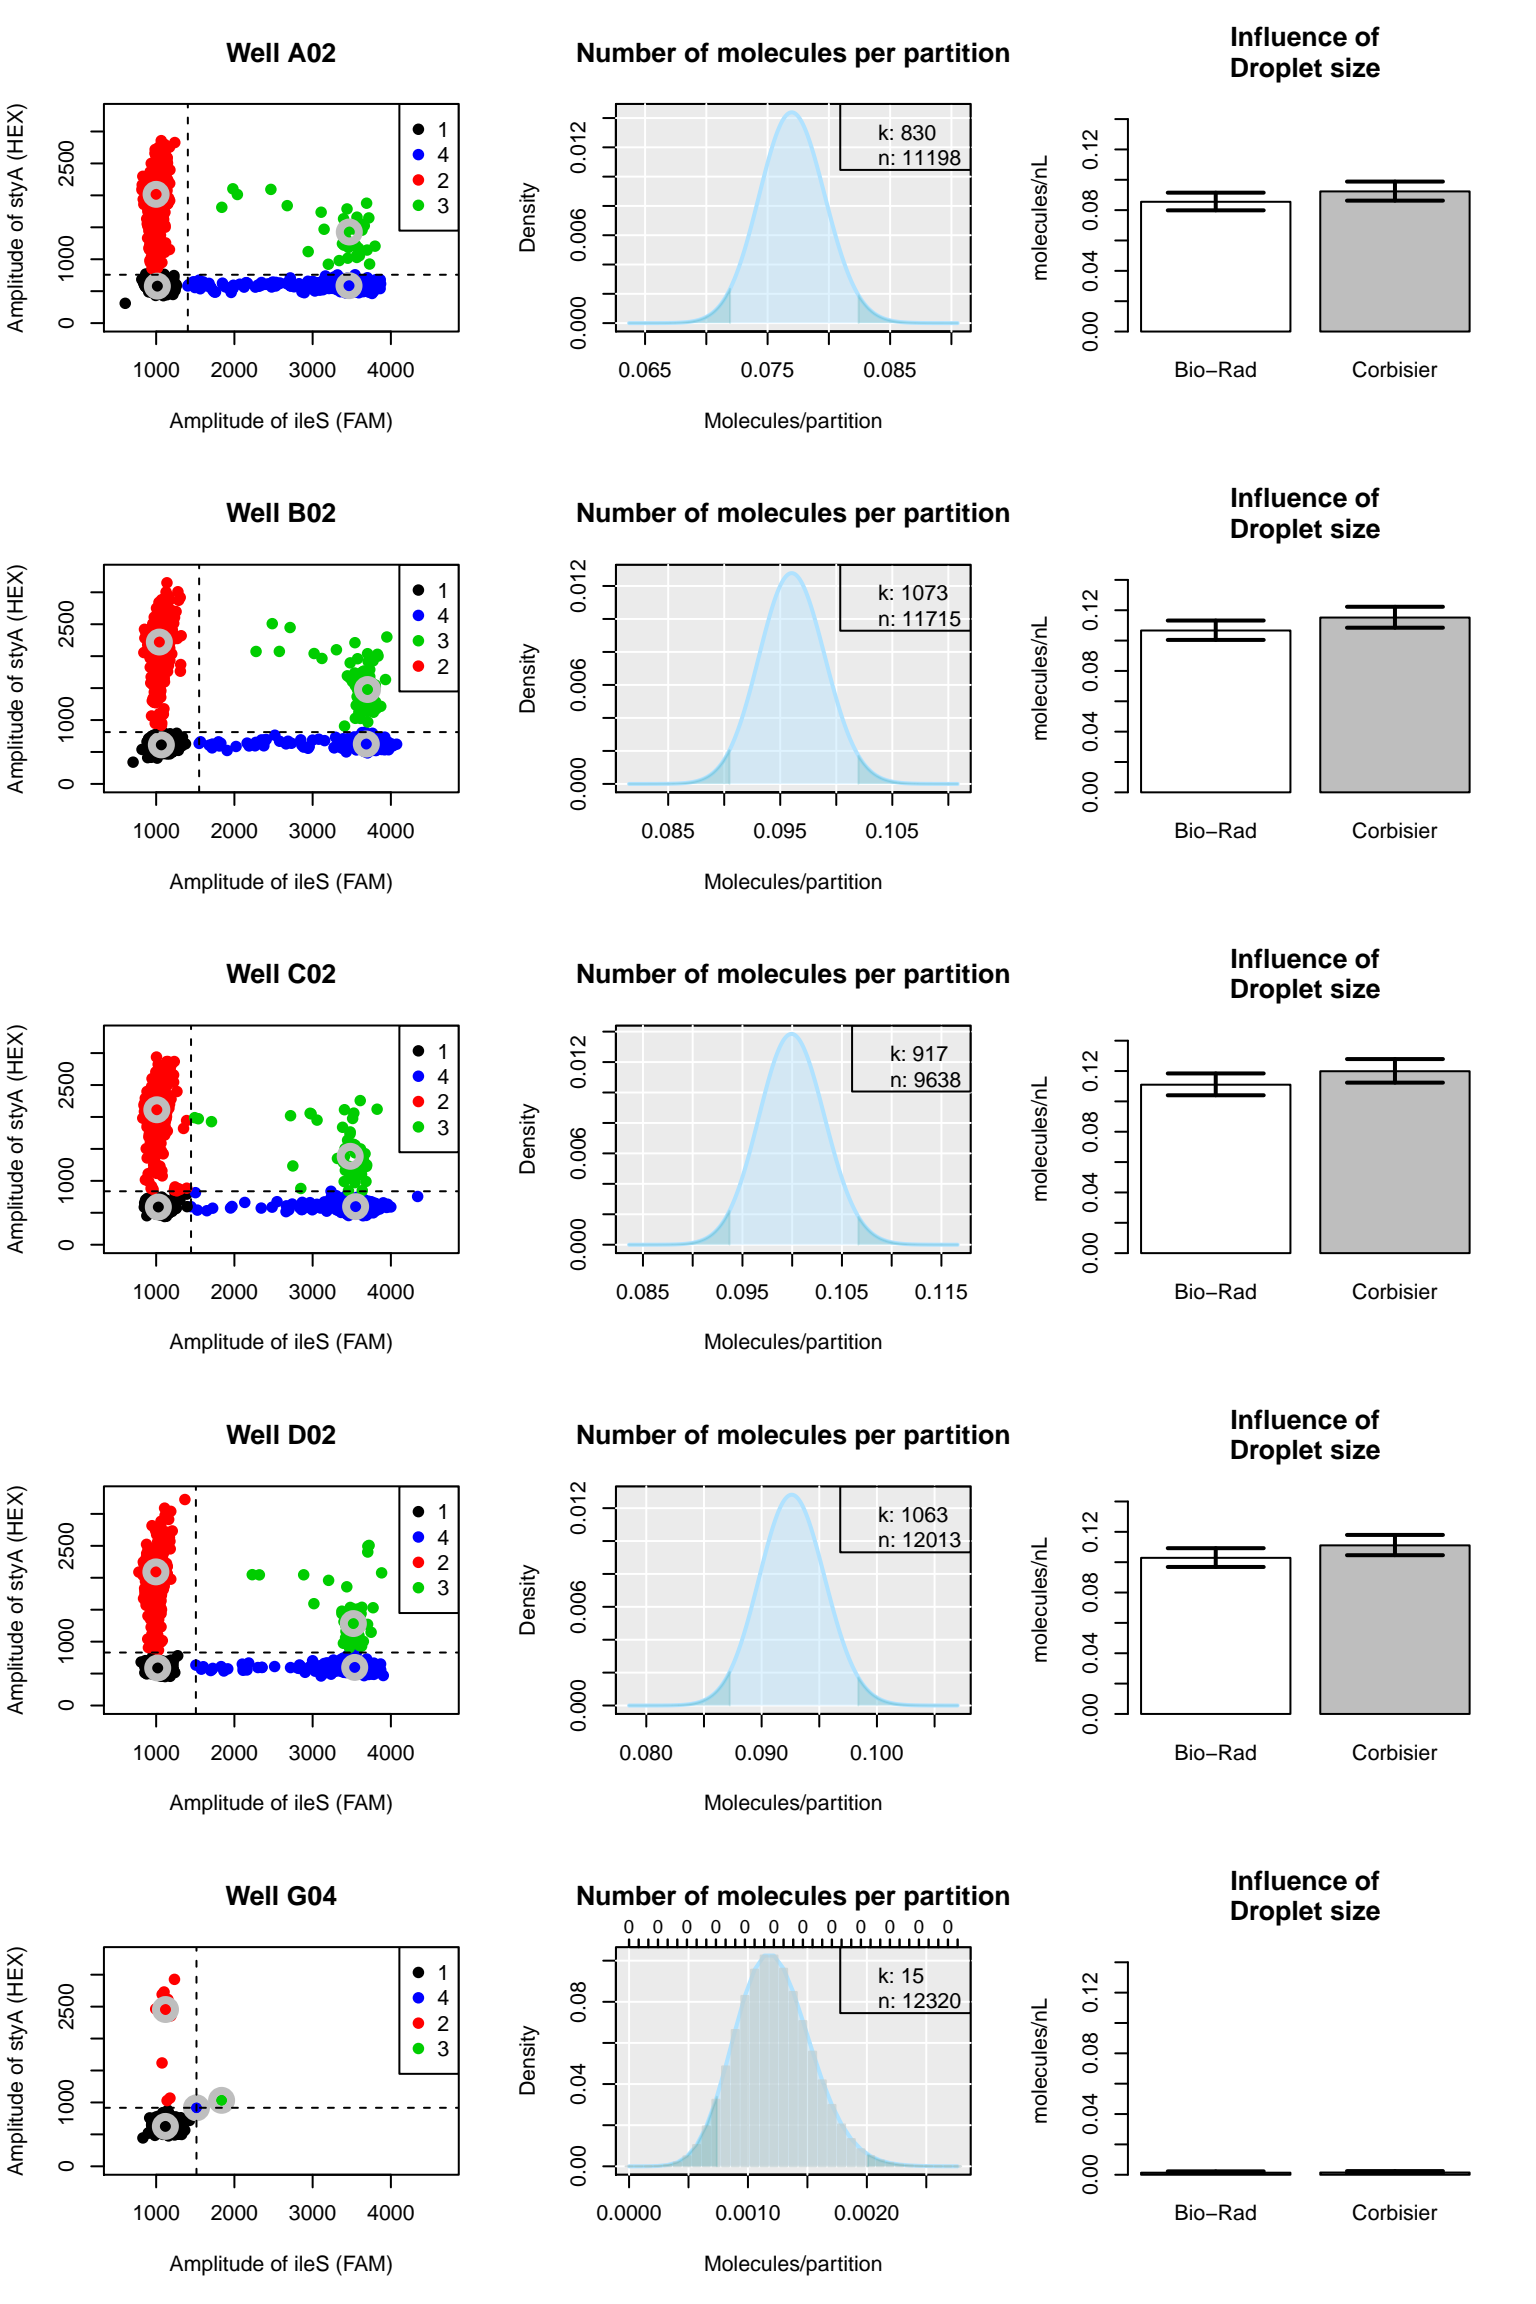 Well A02
Amplitude of styA (HEX)
0 1000 2500
1
4
2
3
1000 2000 3000 4000
Amplitude of ileS (FAM)
Number of molecules per partition
Density
0.000 0.006 0.012
k: 830
n: 11198
0.065 0.075 0.085
Molecules/partition
Influence of
Droplet size
molecules/nL
0.00 0.04 0.08 0.12
Bio−Rad Corbisier
Well B02
Amplitude of styA (HEX)
0 1000 2500
1
4
3
2
1000 2000 3000 4000
Amplitude of ileS (FAM)
Number of molecules per partition
Density
0.000 0.006 0.012
k: 1073
n: 11715
0.085 0.095 0.105
Molecules/partition
Influence of
Droplet size
molecules/nL
0.00 0.04 0.08 0.12
Bio−Rad Corbisier
Well C02
Amplitude of styA (HEX)
0 1000 2500
1
4
2
3
1000 2000 3000 4000
Amplitude of ileS (FAM)
Number of molecules per partition
Density
0.000 0.006 0.012
k: 917
n: 9638
0.085 0.095 0.105 0.115
Molecules/partition
Influence of
Droplet size
molecules/nL
0.00 0.04 0.08 0.12
Bio−Rad Corbisier
Well D02
Amplitude of styA (HEX)
0 1000 2500
1
4
2
3
1000 2000 3000 4000
Amplitude of ileS (FAM)
Number of molecules per partition
Density
0.000 0.006 0.012
k: 1063
n: 12013
0.080 0.090 0.100
Molecules/partition
Influence of
Droplet size
molecules/nL
0.00 0.04 0.08 0.12
Bio−Rad Corbisier
Well G04
Amplitude of styA (HEX)
0 1000 2500
1
4
2
3
1000 2000 3000 4000
Amplitude of ileS (FAM)
Number of molecules per partition
0 0 0 0 0 0 0 0 0 0 0 0
Density
0.00 0.04 0.08
k: 15
n: 12320
0.0000 0.0010 0.0020
Molecules/partition
Influence of
Droplet size
molecules/nL
0.00 0.04 0.08 0.12
Bio−Rad Corbisier